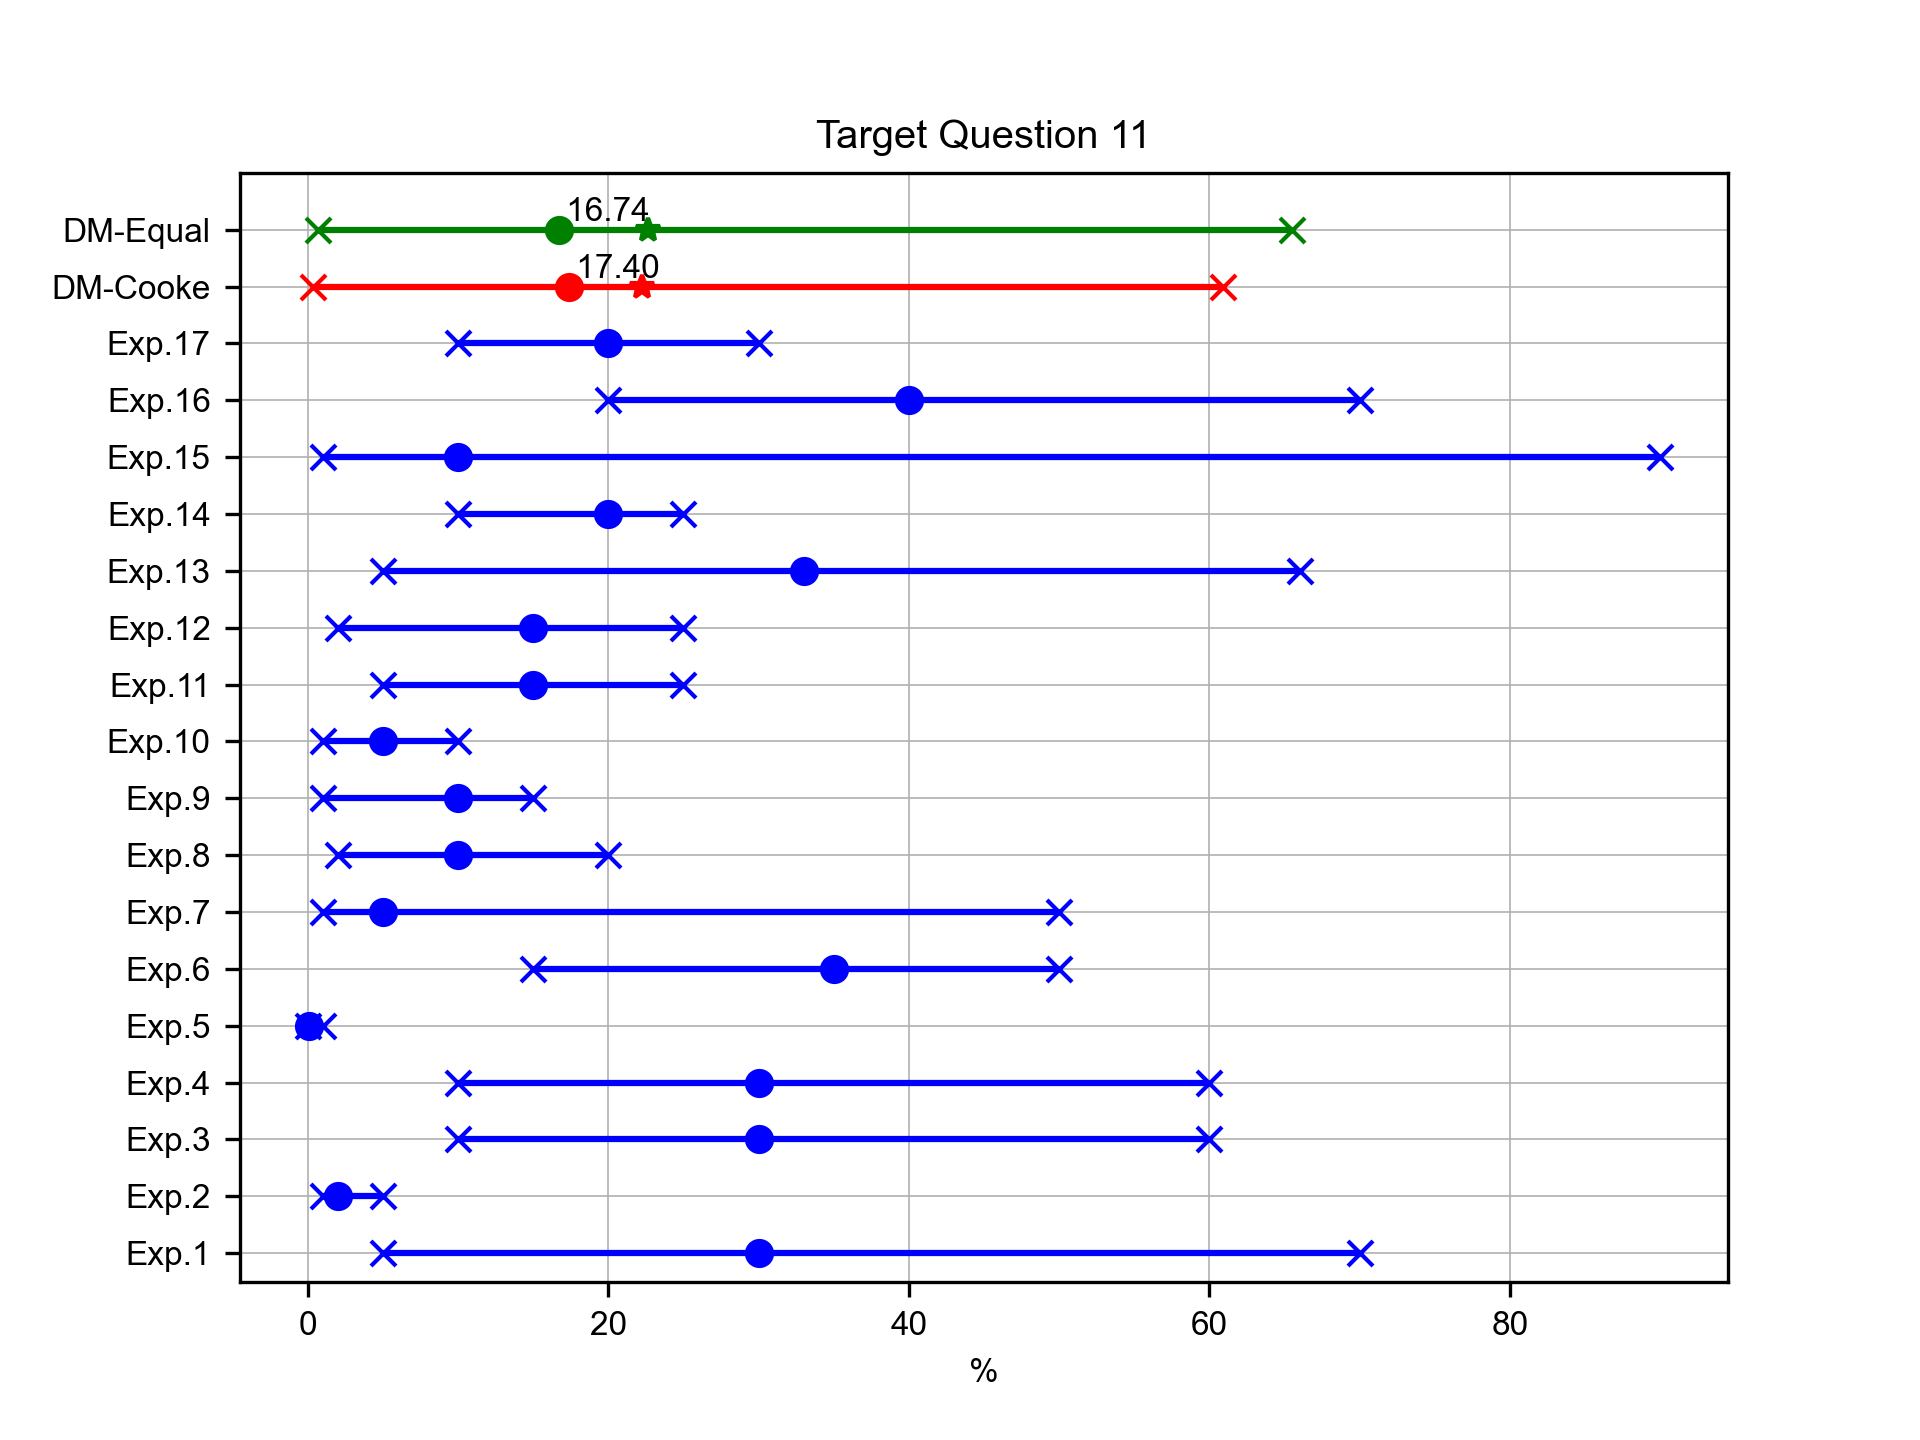 Target Question 11
DM-Equal
16.74
DM-Cooke
17.40
Exp.17
Exp.16
Exp.15
Exp.14
Exp.13
Exp.12
Exp.11
Exp.10
Exp.9
Exp.8
Exp.7
Exp.6
Exp.5
Exp.4
Exp.3
Exp.2
Exp.1
0 20 40 60 80
%